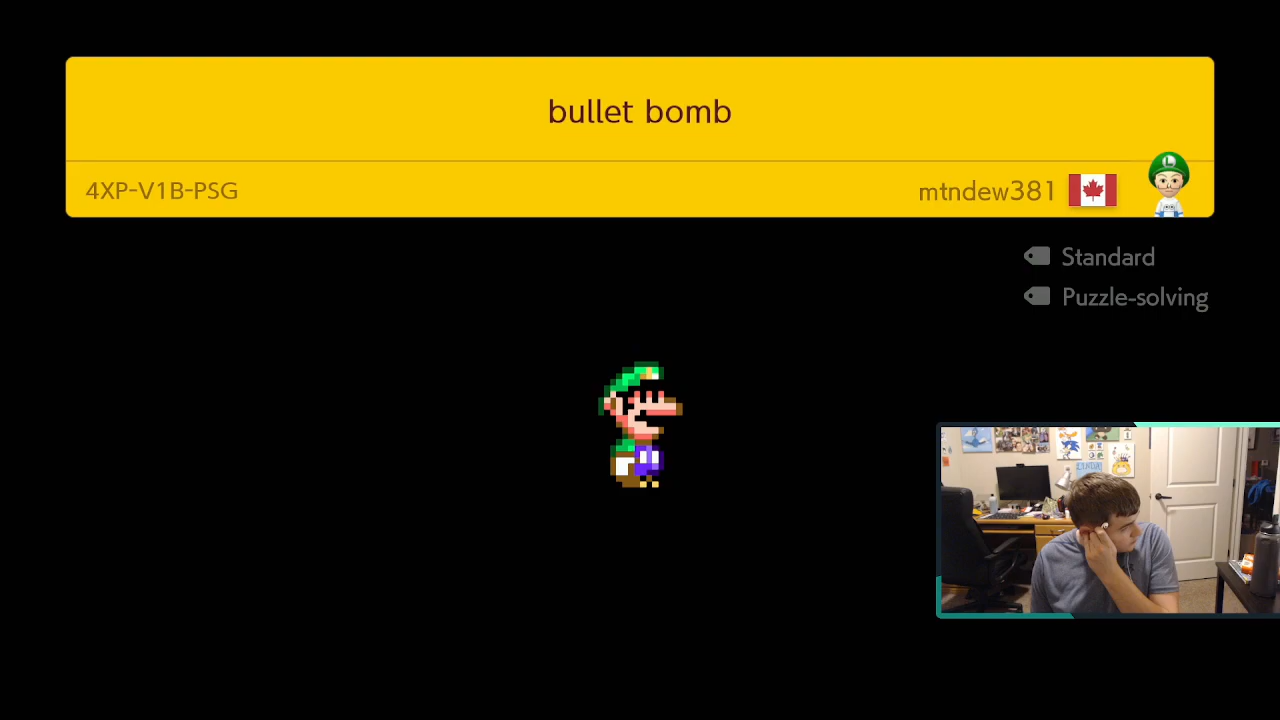 bullet bomb
4XP-V1B-PSG
mtndew381
Standard
Puzzle-solving